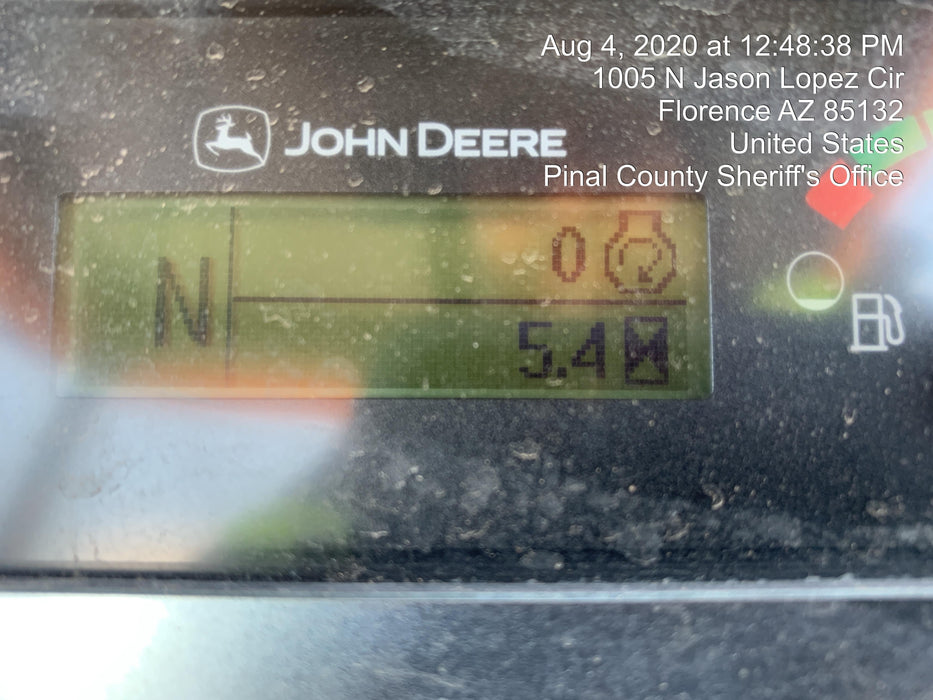 Aug 4, 2020 at 12:48:38 PM
1005 N Jason Lopez Cir
Florence AZ 85132
United States
Pinal County Sheriff's Office
JOHN DEERE
N
0
5.4